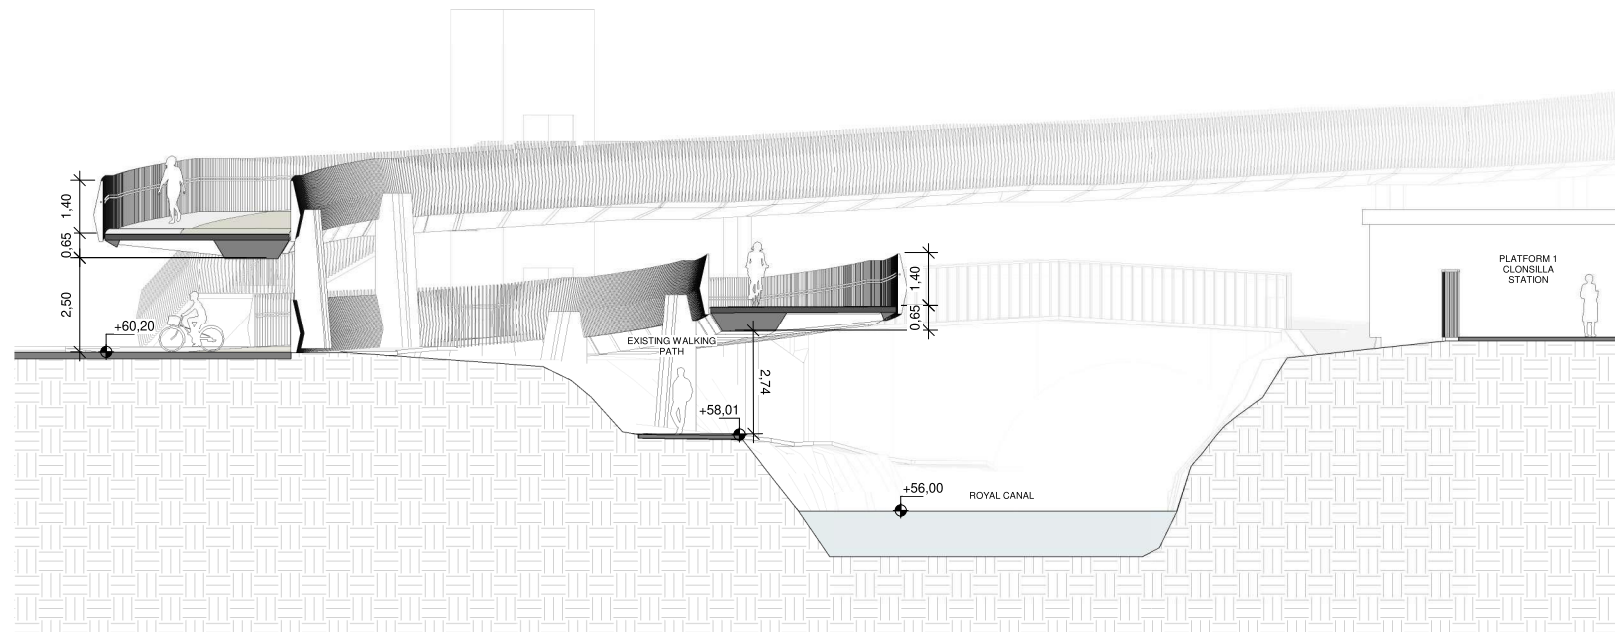 1,40
0,65
2,50
+60,20
EXISTING WALKING
PATH
+58,01
2,74
1,40
0,65
+56,00
ROYAL CANAL
PLATFORM 1
CLONSILLA
STATION